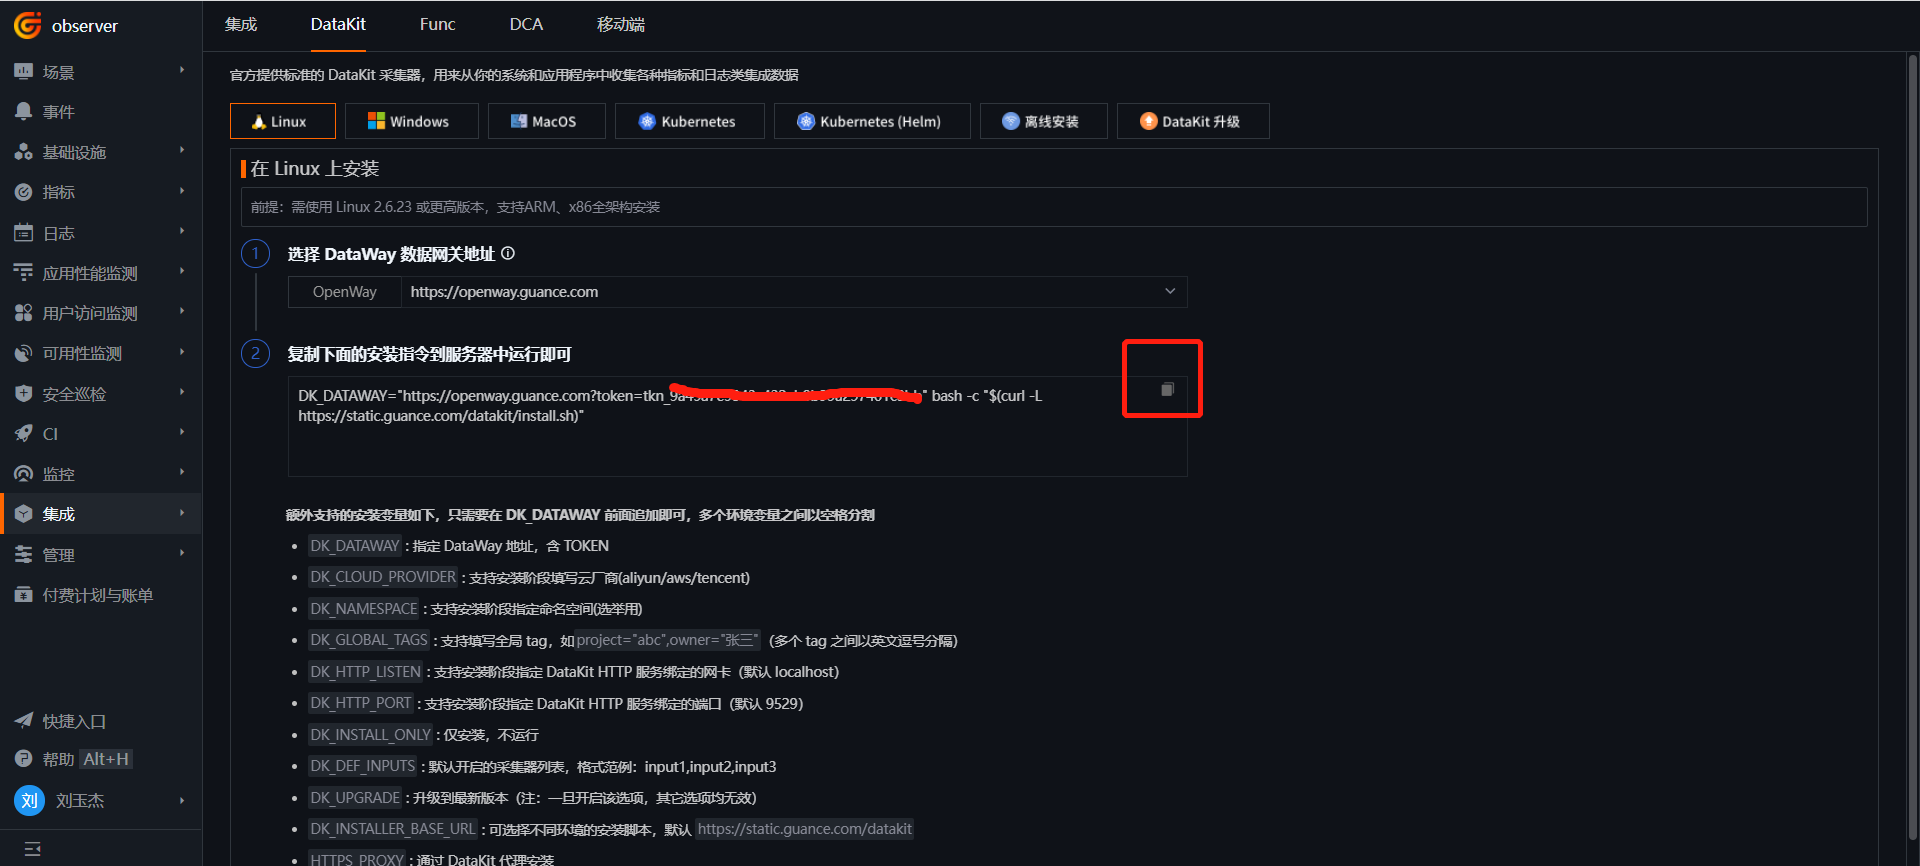 observer
场景
事件
基础设施
指标
日志
应用性能监测
用户访问监测
可用性监测
安全巡检
CI
监控
集成
管理
付费计划与账单
快捷入口
帮助 Alt+H
刘 刘玉杰
集成 DataKit Func DCA 移动端
官方提供标准的 DataKit 采集器，用来从你的系统和应用程序中收集各种指标和日志类集成数据
Linux Windows MacOS Kubernetes Kubernetes (Helm) 离线安装 DataKit 升级
在 Linux 上安装
前提：需使用 Linux 2.6.23 或更高版本，支持ARM、x86全架构安装
1 选择 DataWay 数据网关地址
OpenWay https://openway.guance.com
2 复制下面的安装指令到服务器中运行即可
DK_DATAWAY="https://openway.guance.com?token=tkn_ " bash -c "$(curl -L
https://static.guance.com/datakit/install.sh)"
额外支持的安装变量如下，只需要在 DK_DATAWAY 前面追加即可，多个环境变量之间以空格分割
• DK_DATAWAY : 指定 DataWay 地址，含 TOKEN
• DK_CLOUD_PROVIDER : 支持安装阶段填写云厂商(aliyun/aws/tencent)
• DK_NAMESPACE : 支持安装阶段指定命名空间(选举用)
• DK_GLOBAL_TAGS : 支持填写全局 tag，如 project="abc",owner="张三" （多个 tag 之间以英文逗号分隔）
• DK_HTTP_LISTEN : 支持安装阶段指定 DataKit HTTP 服务绑定的网卡（默认 localhost）
• DK_HTTP_PORT : 支持安装阶段指定 DataKit HTTP 服务绑定的端口（默认 9529）
• DK_INSTALL_ONLY : 仅安装，不运行
• DK_DEF_INPUTS : 默认开启的采集器列表，格式范例：input1,input2,input3
• DK_UPGRADE : 升级到最新版本（注：一旦开启该选项，其它选项均无效）
• DK_INSTALLER_BASE_URL : 可选择不同环境的安装脚本，默认 https://static.guance.com/datakit
• HTTPS_PROXY : 通过 DataKit 代理安装